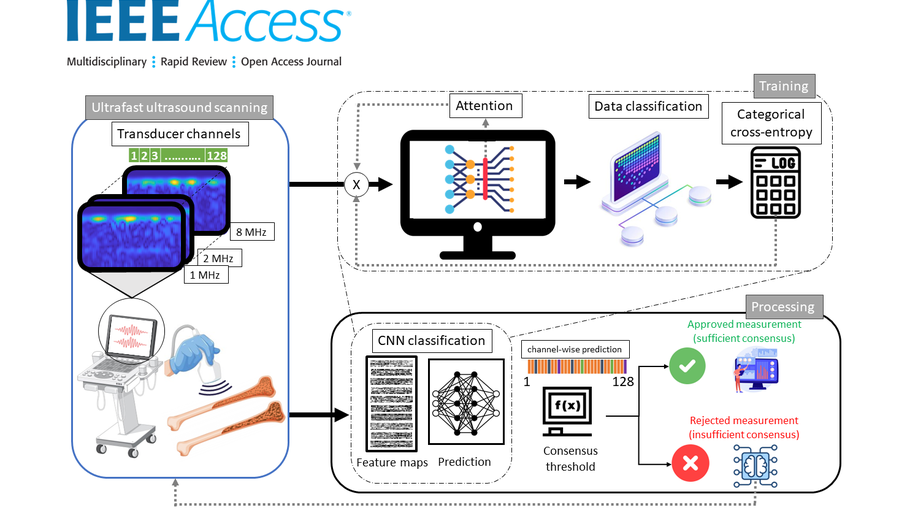 IEEE Access
Multidisciplinary Rapid Review Open Access Journal
Ultrafast ultrasound scanning
Transducer channels
1 2 3 ........... 128
8 MHz
2 MHz
1 MHz
Training
Attention
Data classification
Categorical
cross-entropy
X
LOG
Processing
CNN classification
Feature maps
Prediction
channel-wise prediction
1 128
f(x)
Consensus
threshold
Approved measurement
(sufficient consensus)
Rejected measurement
(insufficient consensus)